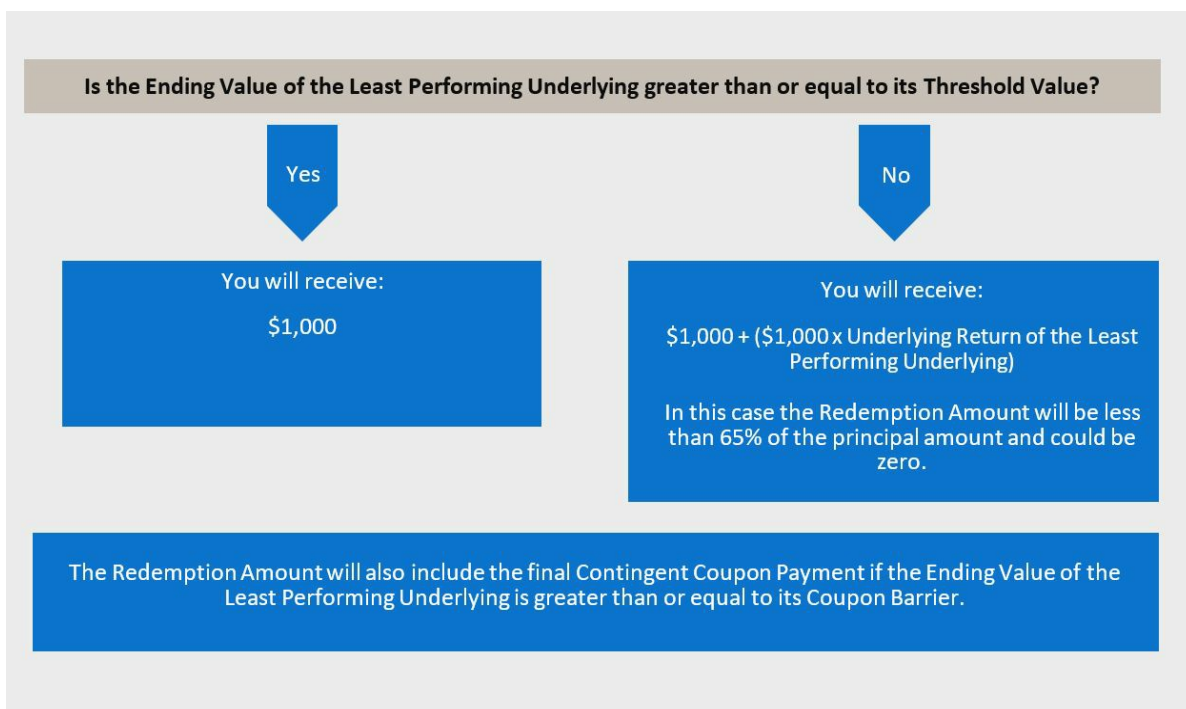 Is the Ending Value of the Least Performing Underlying greater than or equal to its Threshold Value?
Yes
No
You will receive:
$1,000
You will receive:
$1,000 + ($1,000 x Underlying Return of the Least
Performing Underlying)
In this case the Redemption Amount will be less
than 65% of the principal amount and could be
zero.
The Redemption Amount will also include the final Contingent Coupon Payment if the Ending Value of the
Least Performing Underlying is greater than or equal to its Coupon Barrier.